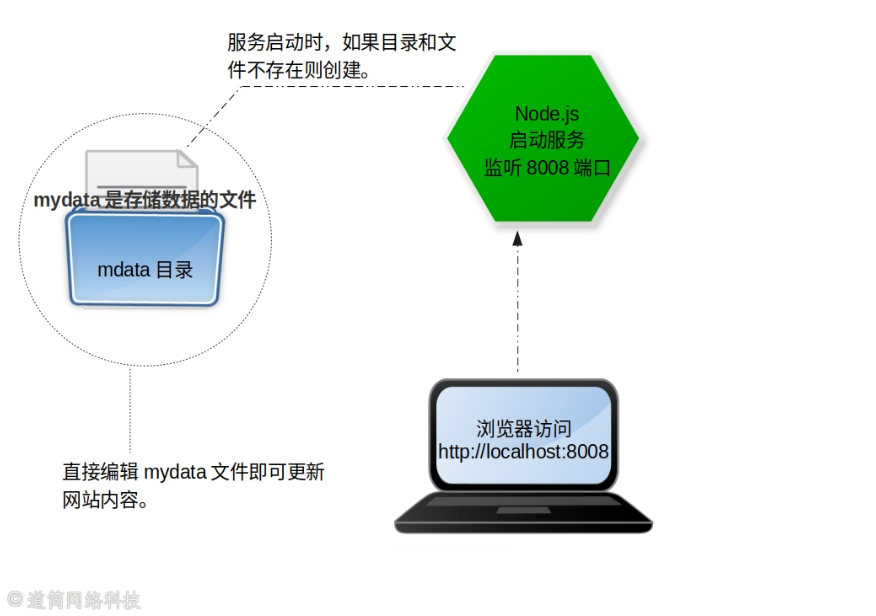 服务启动时，如果目录和文
件不存在则创建。
Node.js
启动服务
监听 8008 端口
mydata 是存储数据的文件
mdata 目录
浏览器访问
http://localhost:8008
直接编辑 mydata 文件即可更新
网站内容。
© 道简网络科技